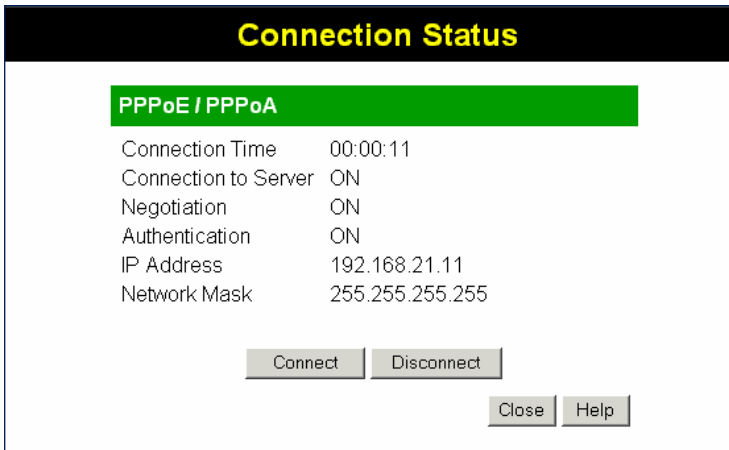 Connection Status
PPPoE / PPPoA
Connection Time 00:00:11
Connection to Server ON
Negotiation ON
Authentication ON
IP Address 192.168.21.11
Network Mask 255.255.255.255
Connect Disconnect
Close Help